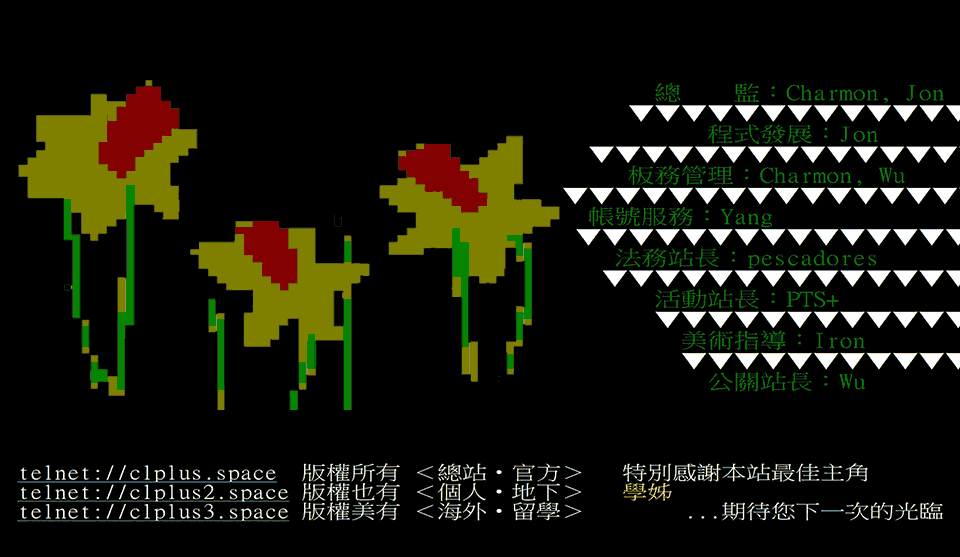 總　　監：Charmon, Jon
程式發展：Jon
板務管理：Charmon, Wu
帳號服務：Yang
法務站長：pescadores
活動站長：PTS+
美術指導：Iron
公關站長：Wu
telnet://clplus.space 版權所有 <總站·官方> 特別感謝本站最佳主角
telnet://clplus2.space 版權也有 <個人·地下> 學姊
telnet://clplus3.space 版權美有 <海外·留學> ...期待您下一次的光臨